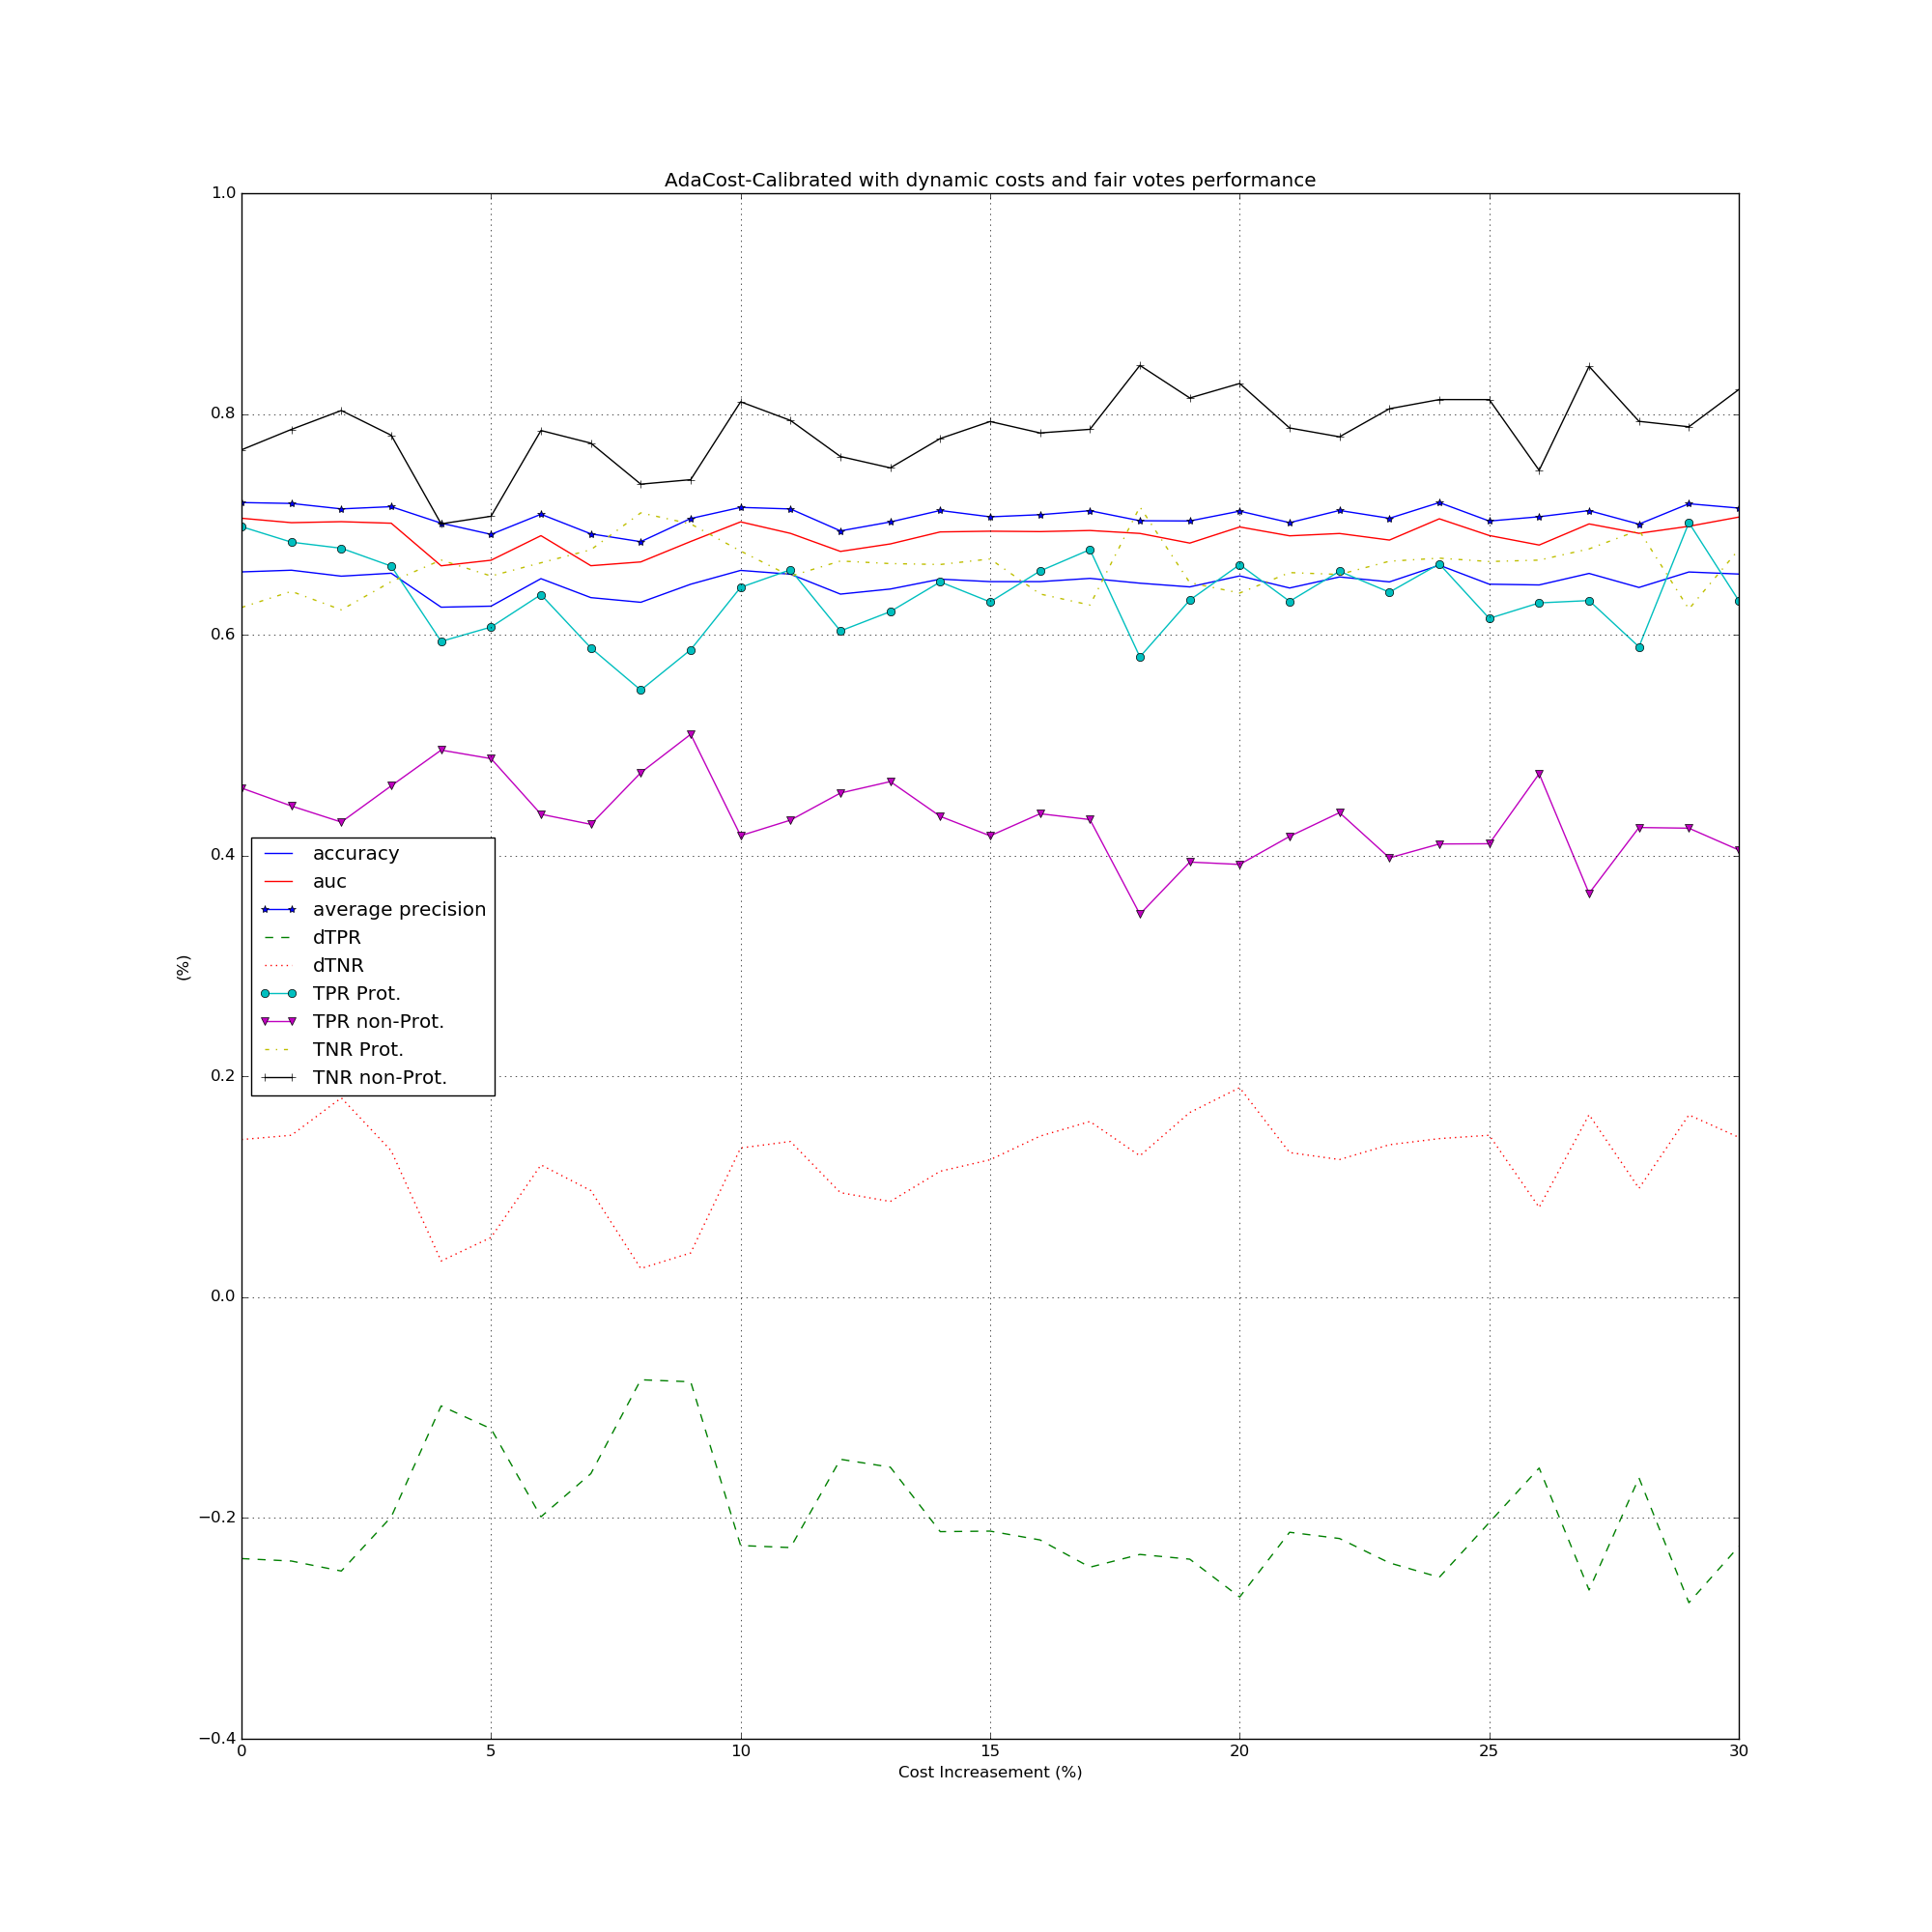 AdaCost-Calibrated with dynamic costs and fair votes performance
1.0
0.8
0.6
0.4
0.2
0.0
−0.2
−0.4
(%)
accuracy
auc
average precision
dTPR
dTNR
TPR Prot.
TPR non-Prot.
TNR Prot.
TNR non-Prot.
0 5 10 15 20 25 30
Cost Increasement (%)